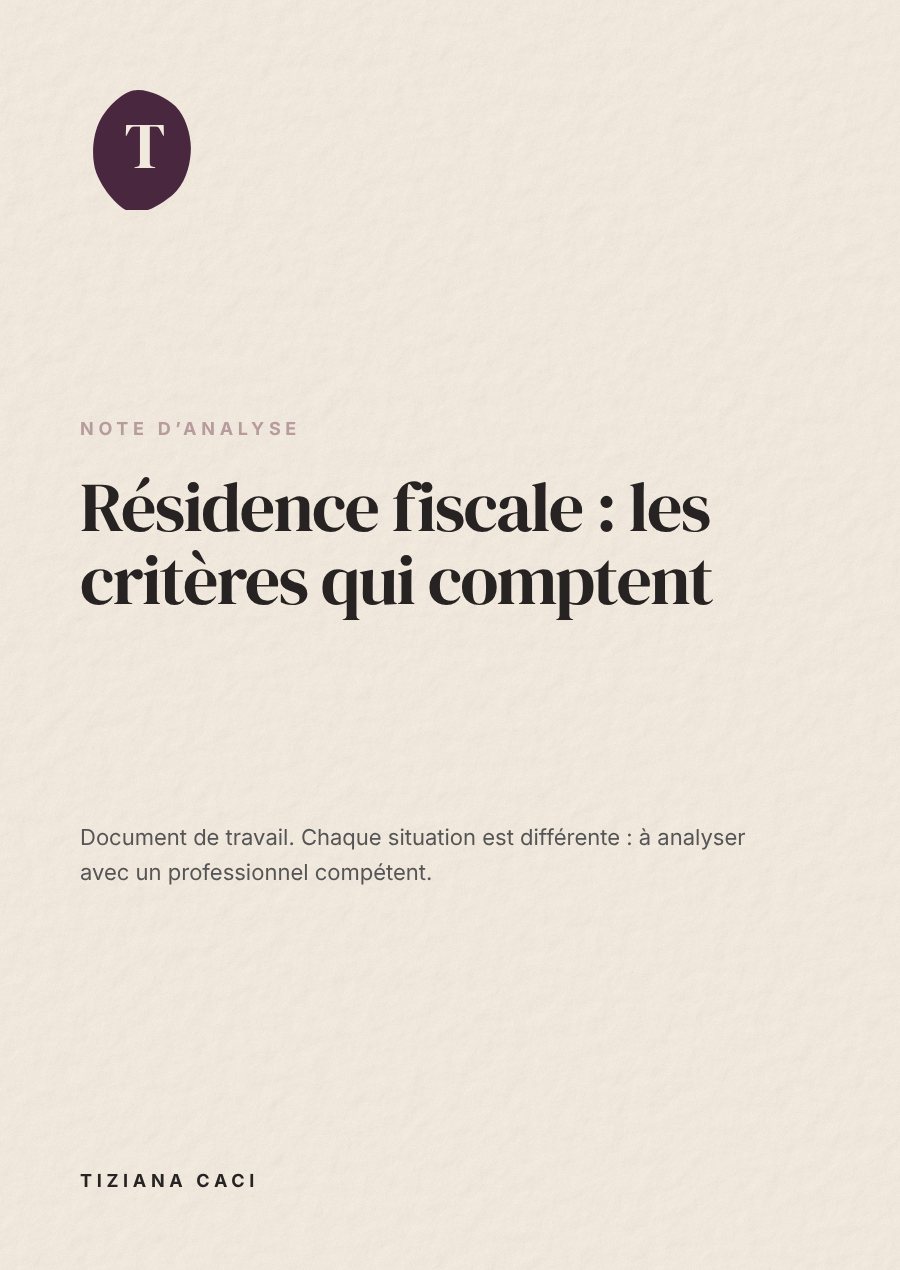 T
NOTE D’ANALYSE
Résidence fiscale : les
critères qui comptent
Document de travail. Chaque situation est différente : à analyser
avec un professionnel compétent.
TIZIANA CACI